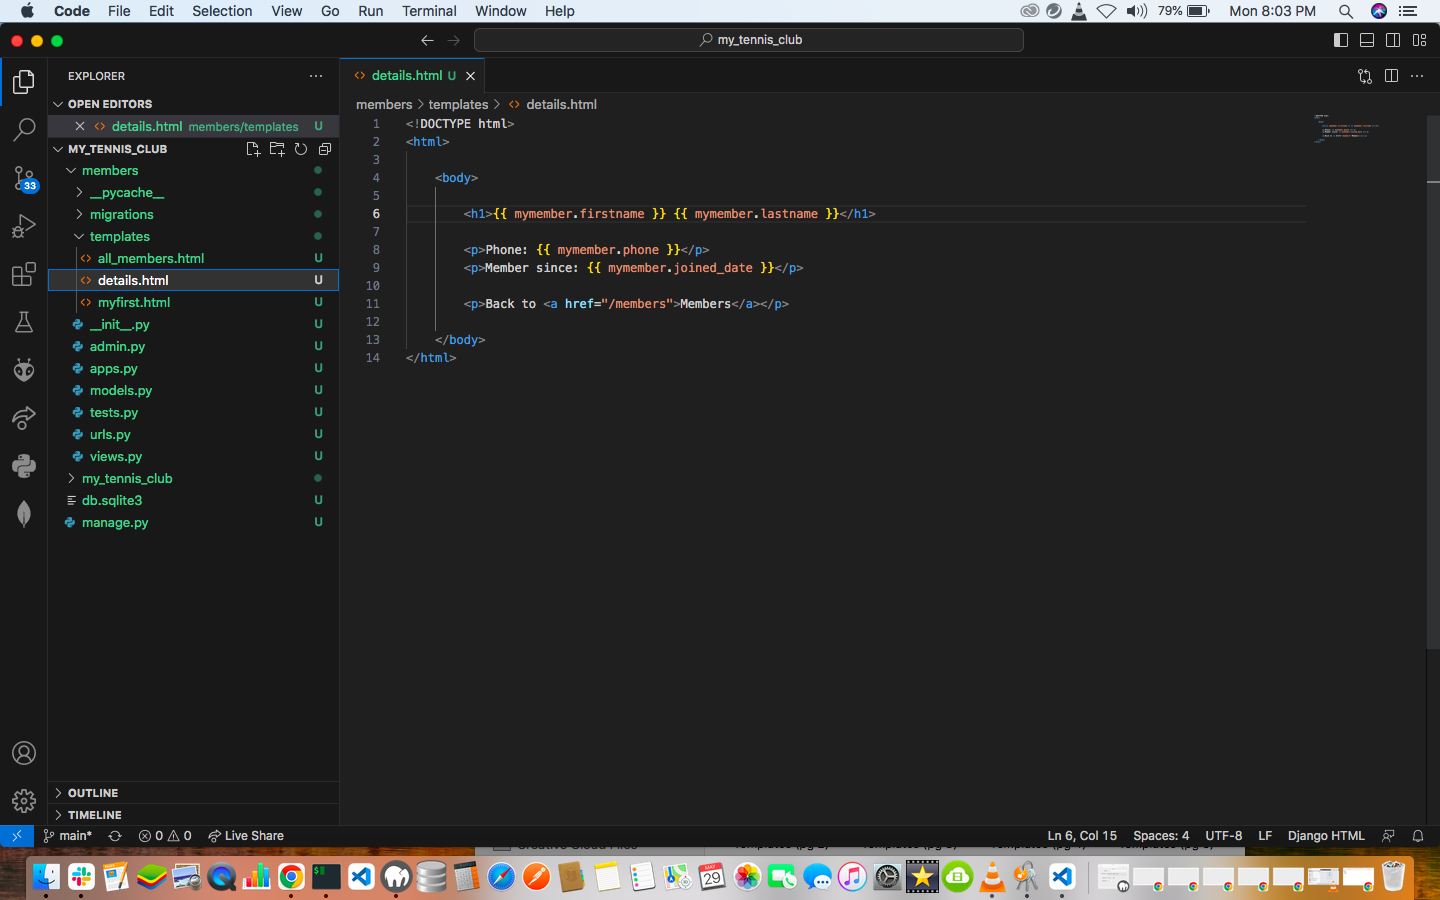 Code File Edit Selection View Go Run Terminal Window Help 79% Mon 8:03 PM
my_tennis_club
EXPLORER
details.html U
OPEN EDITORS
members templates details.html
details.html members/templates U
MY_TENNIS_CLUB
members
__pycache__
33
migrations
templates
all_members.html U
details.html U
myfirst.html U
__init__.py U
admin.py U
apps.py U
models.py U
tests.py U
urls.py U
views.py U
my_tennis_club
db.sqlite3 U
manage.py U
1 <!DOCTYPE html>
2 <html>
3
4 <body>
5
6 <h1>{{ mymember.firstname }} {{ mymember.lastname }}</h1>
7
8 <p>Phone: {{ mymember.phone }}</p>
9 <p>Member since: {{ mymember.joined_date }}</p>
10
11 <p>Back to <a href="/members">Members</a></p>
12
13 </body>
14 </html>
OUTLINE
TIMELINE
main* 0 0 Live Share Ln 6, Col 15 Spaces: 4 UTF-8 LF Django HTML
MAY
29